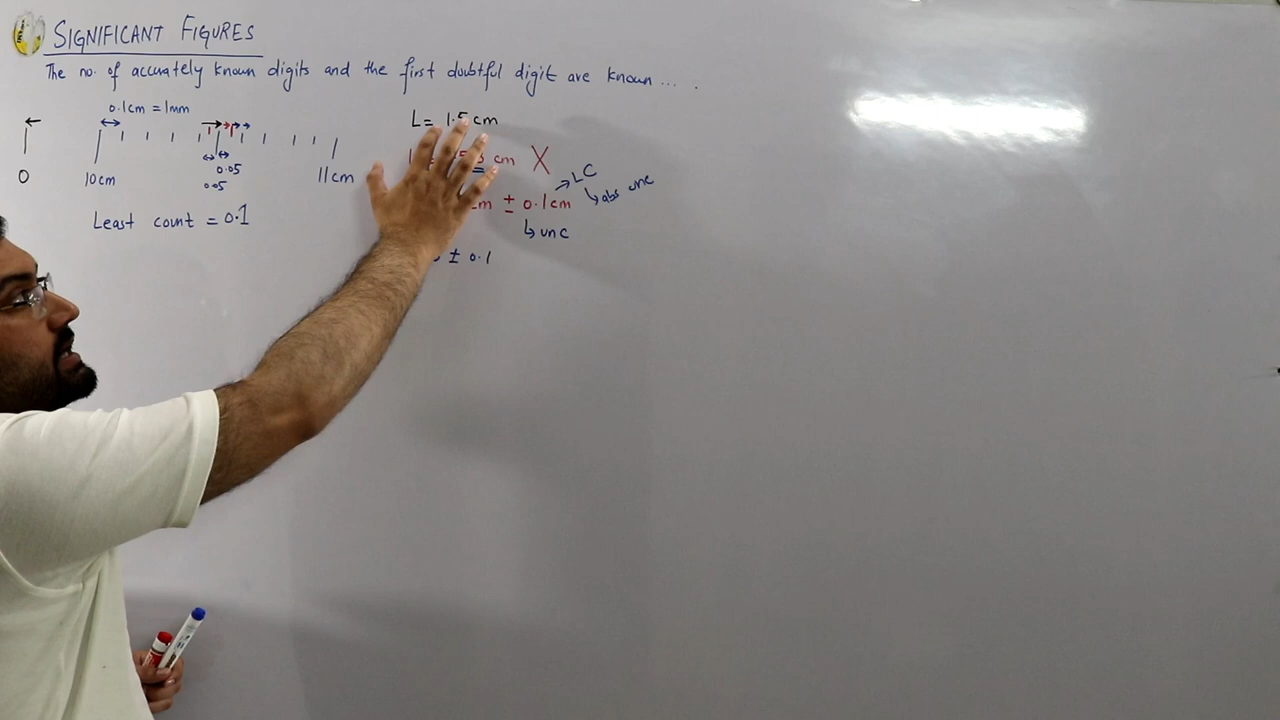 SIGNIFICANT FIGURES
The no. of accurately known digits and the first doubtful digit are known ... .
0.1cm = 1mm
0
10cm
0.05
0.05
11cm
Least count = 0.1
L = 1.5 cm
cm X
cm ± 0.1cm
LC
abs unc
unc
± 0.1